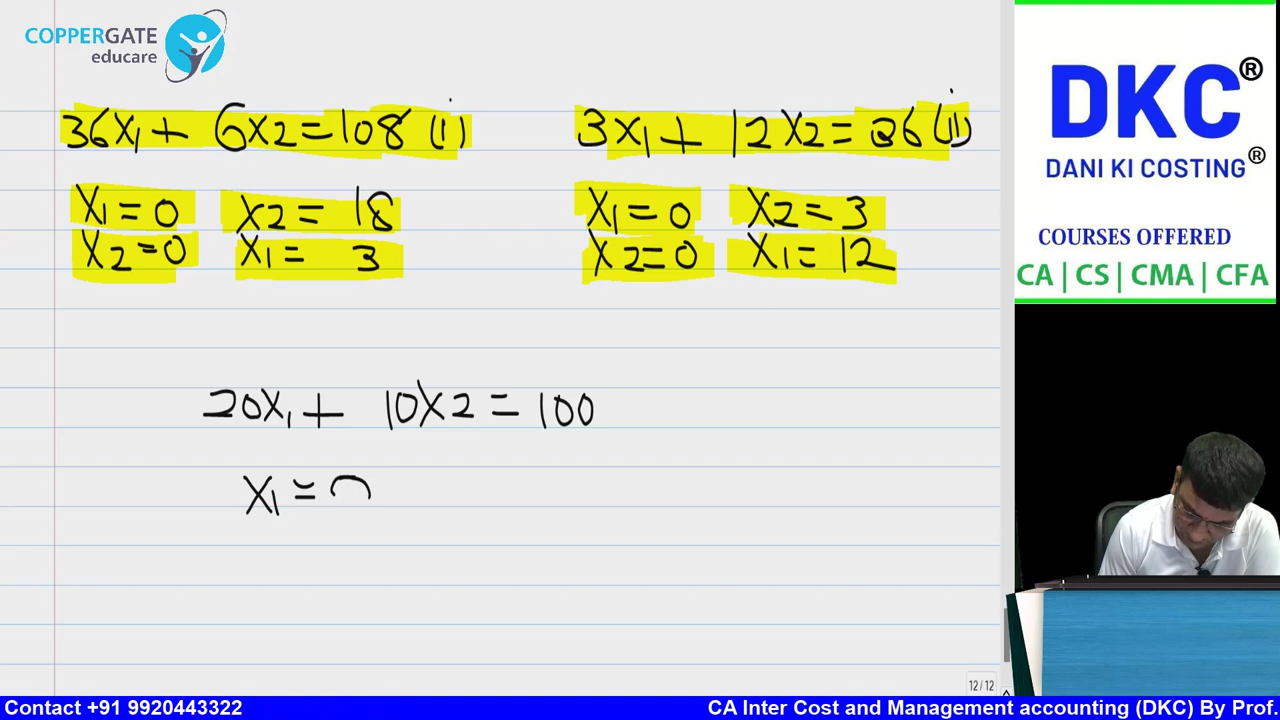 COPPERGATE
educare
36x1 + 6x2 = 108 (i)
3x1 + 12x2 = 36 (ii)
x1 = 0 x2 = 18
x2 = 0 x1 = 3
x1 = 0 x2 = 3
x2 = 0 x1 = 12
20x1 + 10x2 = 100
x1 =
12/12
DKC®
DANI KI COSTING®
COURSES OFFERED
CA | CS | CMA | CFA
Contact +91 9920443322
CA Inter Cost and Management accounting (DKC) By Prof.